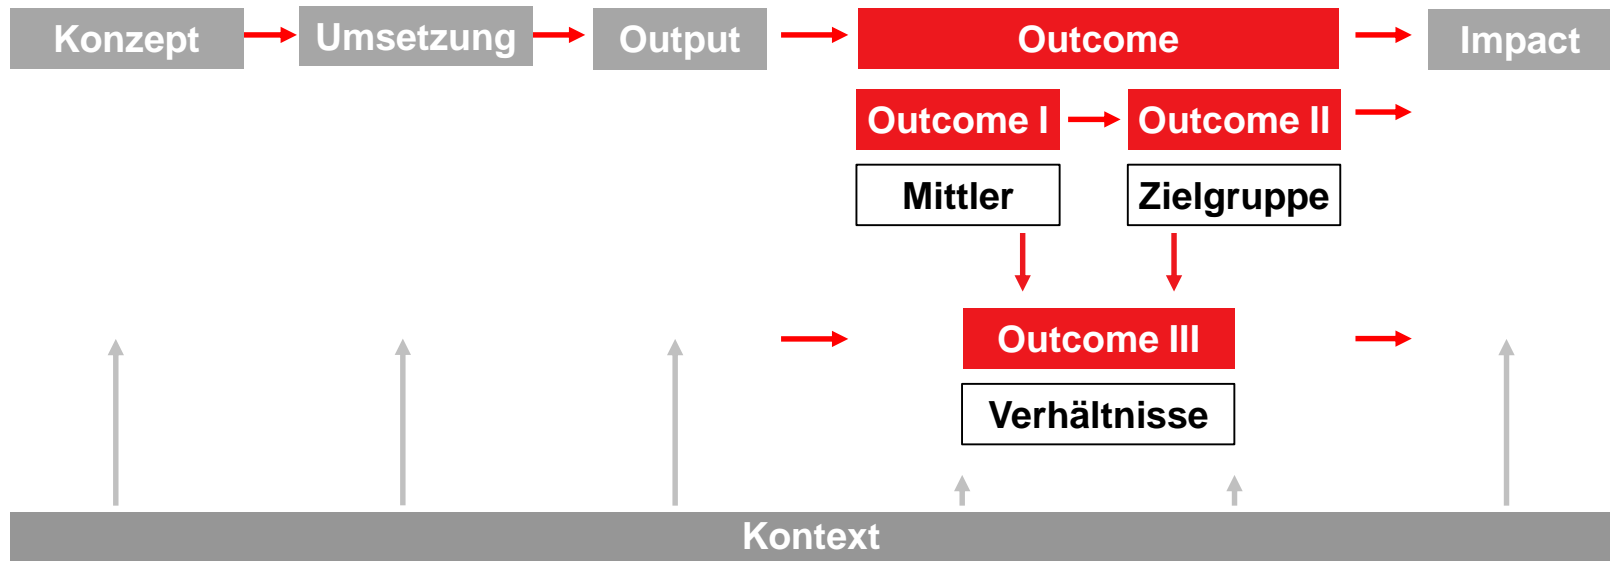 Konzept
Umsetzung
Output
Outcome
Impact
Outcome I
Outcome II
Mittler
Zielgruppe
Outcome III
Verhältnisse
Kontext